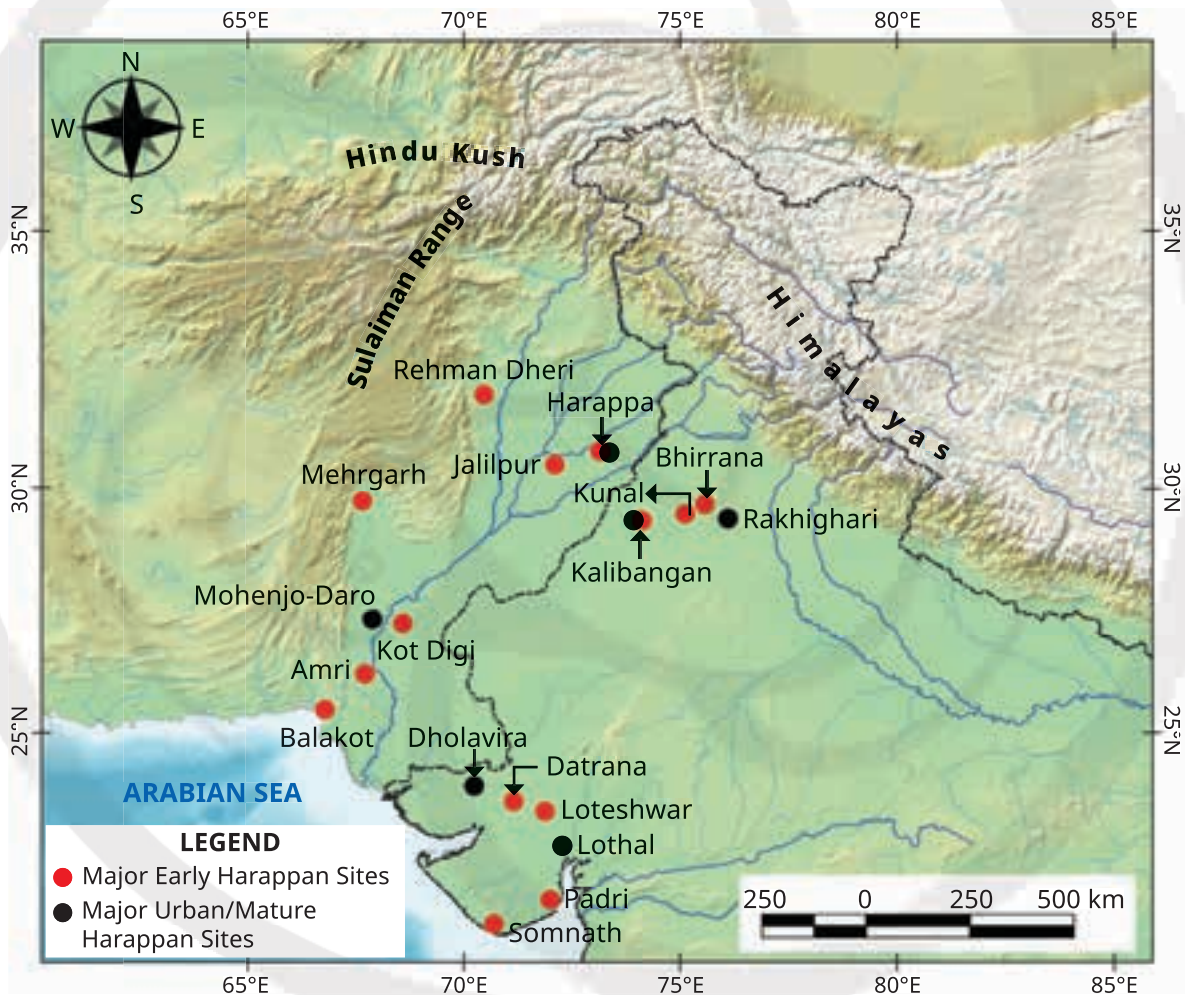 65°E 70°E 75°E 80°E 85°E
N
W E
S
Hindu Kush
Sulaiman Range
35°N
35°N
Himalayas
Rehman Dheri
Harappa
Jalilpur
Bhirrana
Mehrgarh
Kunal
30°N
30°N
Rakhighari
Kalibangan
Mohenjo-Daro
Kot Digi
Amri
Balakot
Dholavira
25°N
25°N
Datrana
ARABIAN SEA
Loteshwar
Lothal
LEGEND
Major Early Harappan Sites
Major Urban/Mature
Harappan Sites
Padri
Somnath
250 0 250 500 km
65°E 70°E 75°E 80°E 85°E